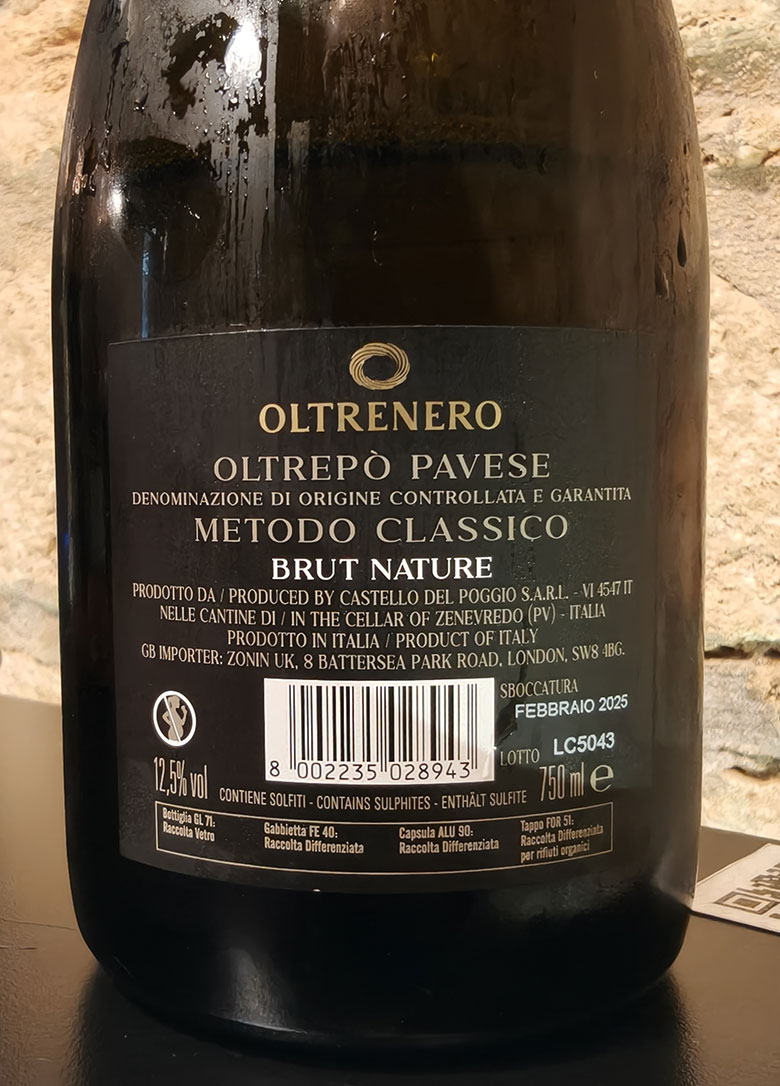 OLTRENERO
OLTREPÒ PAVESE
DENOMINAZIONE DI ORIGINE CONTROLLATA E GARANTITA
METODO CLASSICO
BRUT NATURE
PRODOTTO DA / PRODUCED BY CASTELLO DEL POGGIO S.A.R.L. - VI 4547 IT
NELLE CANTINE DI / IN THE CELLAR OF ZENEVREDO (PV) - ITALIA
PRODOTTO IN ITALIA / PRODUCT OF ITALY
GB IMPORTER: ZONIN UK, 8 BATTERSEA PARK ROAD, LONDON, SW8 4BG.
SBOCCATURA
FEBBRAIO 2025
LOTTO LC5043
8 002235 028943
12,5% vol
CONTIENE SOLFITI - CONTAINS SULPHITES - ENTHÄLT SULFITE
750 ml e
Bottiglia GL 71:
Raccolta Vetro
Gabbietta FE 40:
Raccolta Differenziata
Capsula ALU 90:
Raccolta Differenziata
Tappo FOR 51:
Raccolta Differenziata
per rifiuti organici